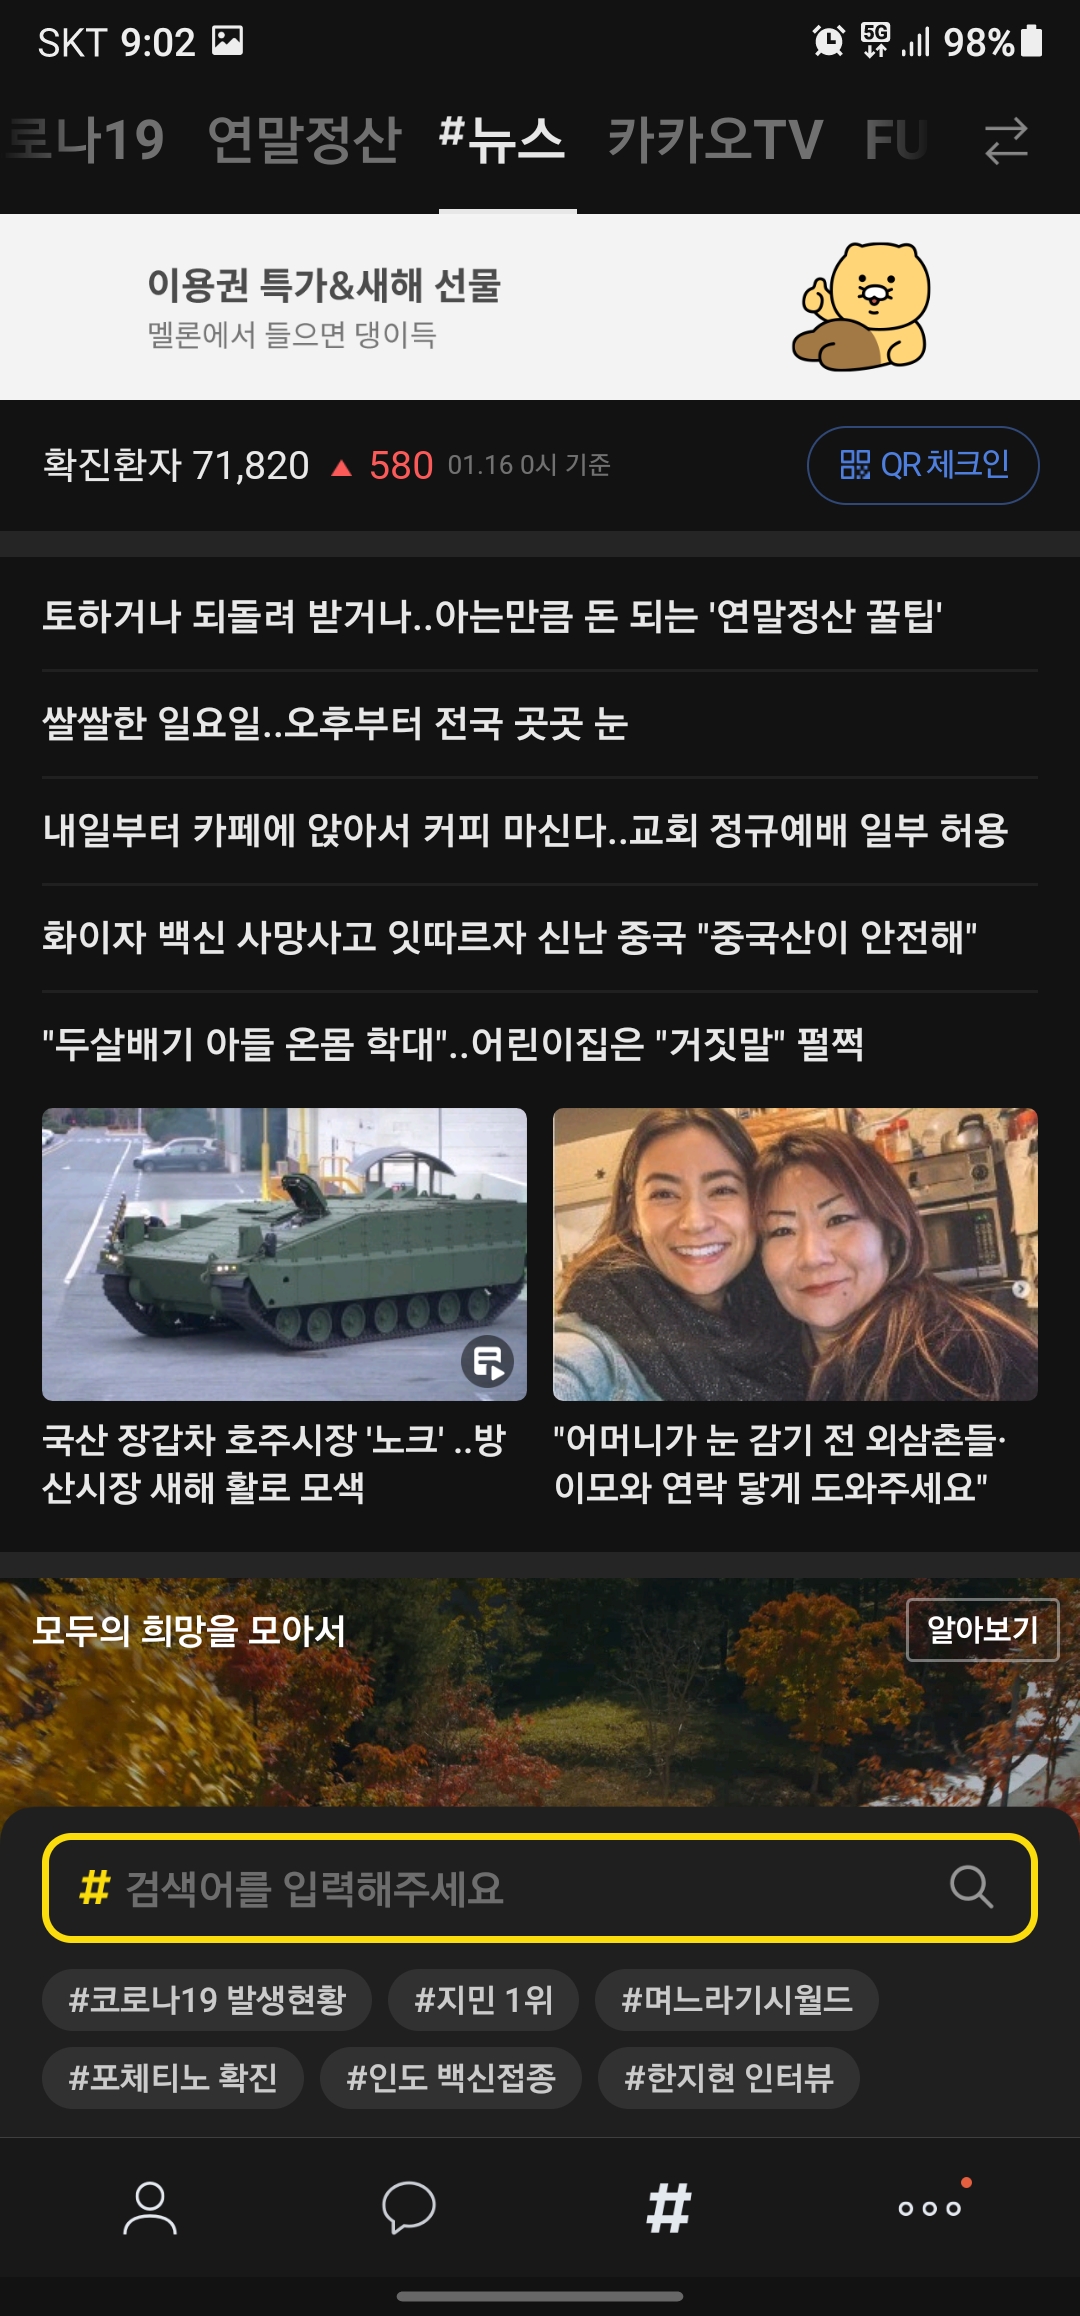 SKT 9:02 5G 98%
로나19 연말정산 #뉴스 카카오TV FU
이용권 특가&새해 선물
멜론에서 들으면 댕이득
확진환자 71,820 ▲ 580 01.16 0시 기준 QR 체크인
토하거나 되돌려 받거나..아는만큼 돈 되는 '연말정산 꿀팁'
쌀쌀한 일요일..오후부터 전국 곳곳 눈
내일부터 카페에 앉아서 커피 마신다..교회 정규예배 일부 허용
화이자 백신 사망사고 잇따르자 신난 중국 "중국산이 안전해"
"두살배기 아들 온몸 학대"..어린이집은 "거짓말" 펄쩍
국산 장갑차 호주시장 '노크' ..방
산시장 새해 활로 모색
"어머니가 눈 감기 전 외삼촌들·
이모와 연락 닿게 도와주세요"
모두의 희망을 모아서 알아보기
# 검색어를 입력해주세요
#코로나19 발생현황 #지민 1위 #며느라기시월드
#포체티노 확진 #인도 백신접종 #한지현 인터뷰
#